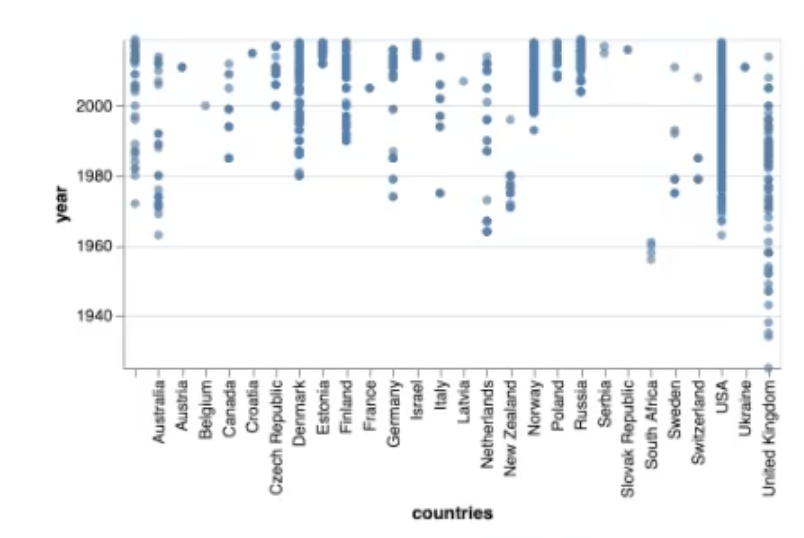 2000
1980
1960
1940
year
Australia
Austria
Belgium
Canada
Croatia
Czech Republic
Denmark
Estonia
Finland
France
Germany
Israel
Italy
Latvia
Netherlands
New Zealand
Norway
Poland
Russia
Serbia
Slovak Republic
South Africa
Sweden
Switzerland
USA
Ukraine
United Kingdom
countries